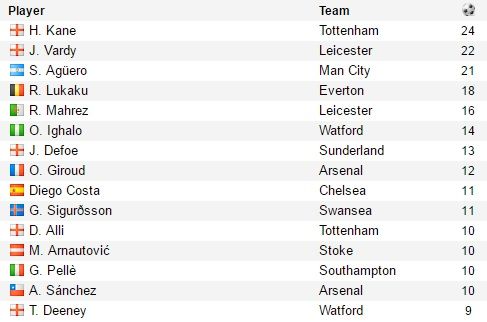 Player Team
H. Kane Tottenham 24
J. Vardy Leicester 22
S. Agüero Man City 21
R. Lukaku Everton 18
R. Mahrez Leicester 16
O. Ighalo Watford 14
J. Defoe Sunderland 13
O. Giroud Arsenal 12
Diego Costa Chelsea 11
G. Sigurðsson Swansea 11
D. Alli Tottenham 10
M. Arnautović Stoke 10
G. Pellè Southampton 10
A. Sánchez Arsenal 10
T. Deeney Watford 9